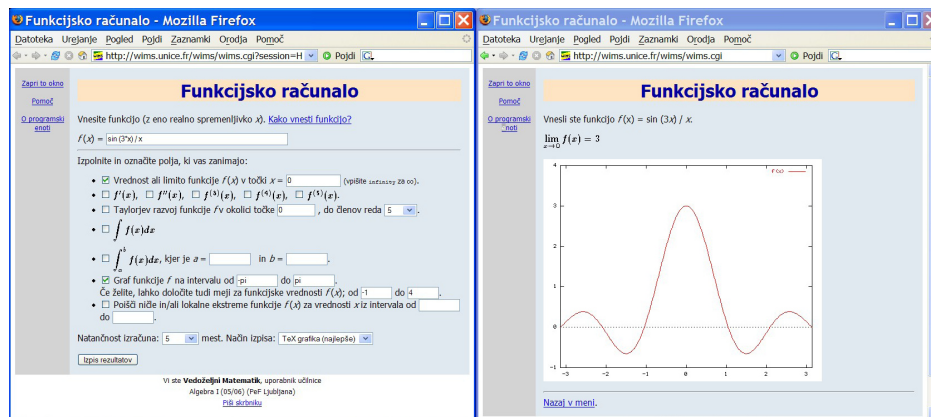 Funkcijsko računalo - Mozilla Firefox
Datoteka Urejanje Pogled Pojdi Zaznamki Orodja Pomoč
http://wims.unice.fr/wims/wims.cgi?session=H Pojdi
Zapri to okno
Pomoč
O programski enoti
Funkcijsko računalo
Vnesite funkcijo (z eno realno spremenljivko x). Kako vnesti funkcijo?
f(x) = sin (3*x) / x
Izpolnite in označite polja, ki vas zanimajo:
Vrednost ali limito funkcije f(x) v točki x = 0 (vpišite infinity za ∞).
f'(x), f''(x), f^(3)(x), f^(4)(x), f^(5)(x).
Taylorjev razvoj funkcije f v okolici točke 0 , do členov reda 5 .
∫ f(x)dx
∫_a^b f(x)dx, kjer je a = in b = .
Graf funkcije f na intervalu od -pi do pi .
Če želite, lahko določite tudi meji za funkcijske vrednosti f(x); od -1 do 4 .
Poišči ničle in/ali lokalne ekstreme funkcije f(x) za vrednosti x iz intervala od
do .
Natančnost izračuna: 5 mest. Način izpisa: TeX grafika (najlepše)
Izpis rezultatov
Vi ste Vedoželjni Matematik, uporabnik učilnice
Algebra I (05/06) (PeF Ljubljana)
Piši skrbniku
Funkcijsko računalo - Mozilla Firefox
Datoteka Urejanje Pogled Pojdi Zaznamki Orodja Pomoč
http://wims.unice.fr/wims/wims.cgi Pojdi
Zapri to okno
Pomoč
O programski enoti
Funkcijsko računalo
Vnesli ste funkcijo f(x) = sin (3x) / x.
lim x→0 f(x) = 3
f(x)
4
3
2
1
0
-1
-3 -2 -1 0 1 2 3
Nazaj v meni.